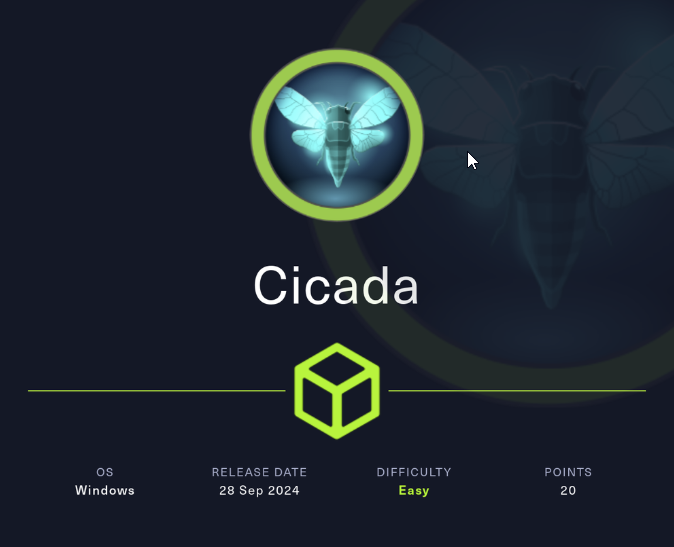 Cicada
OS
RELEASE DATE
DIFFICULTY
POINTS
Windows
28 Sep 2024
Easy
20